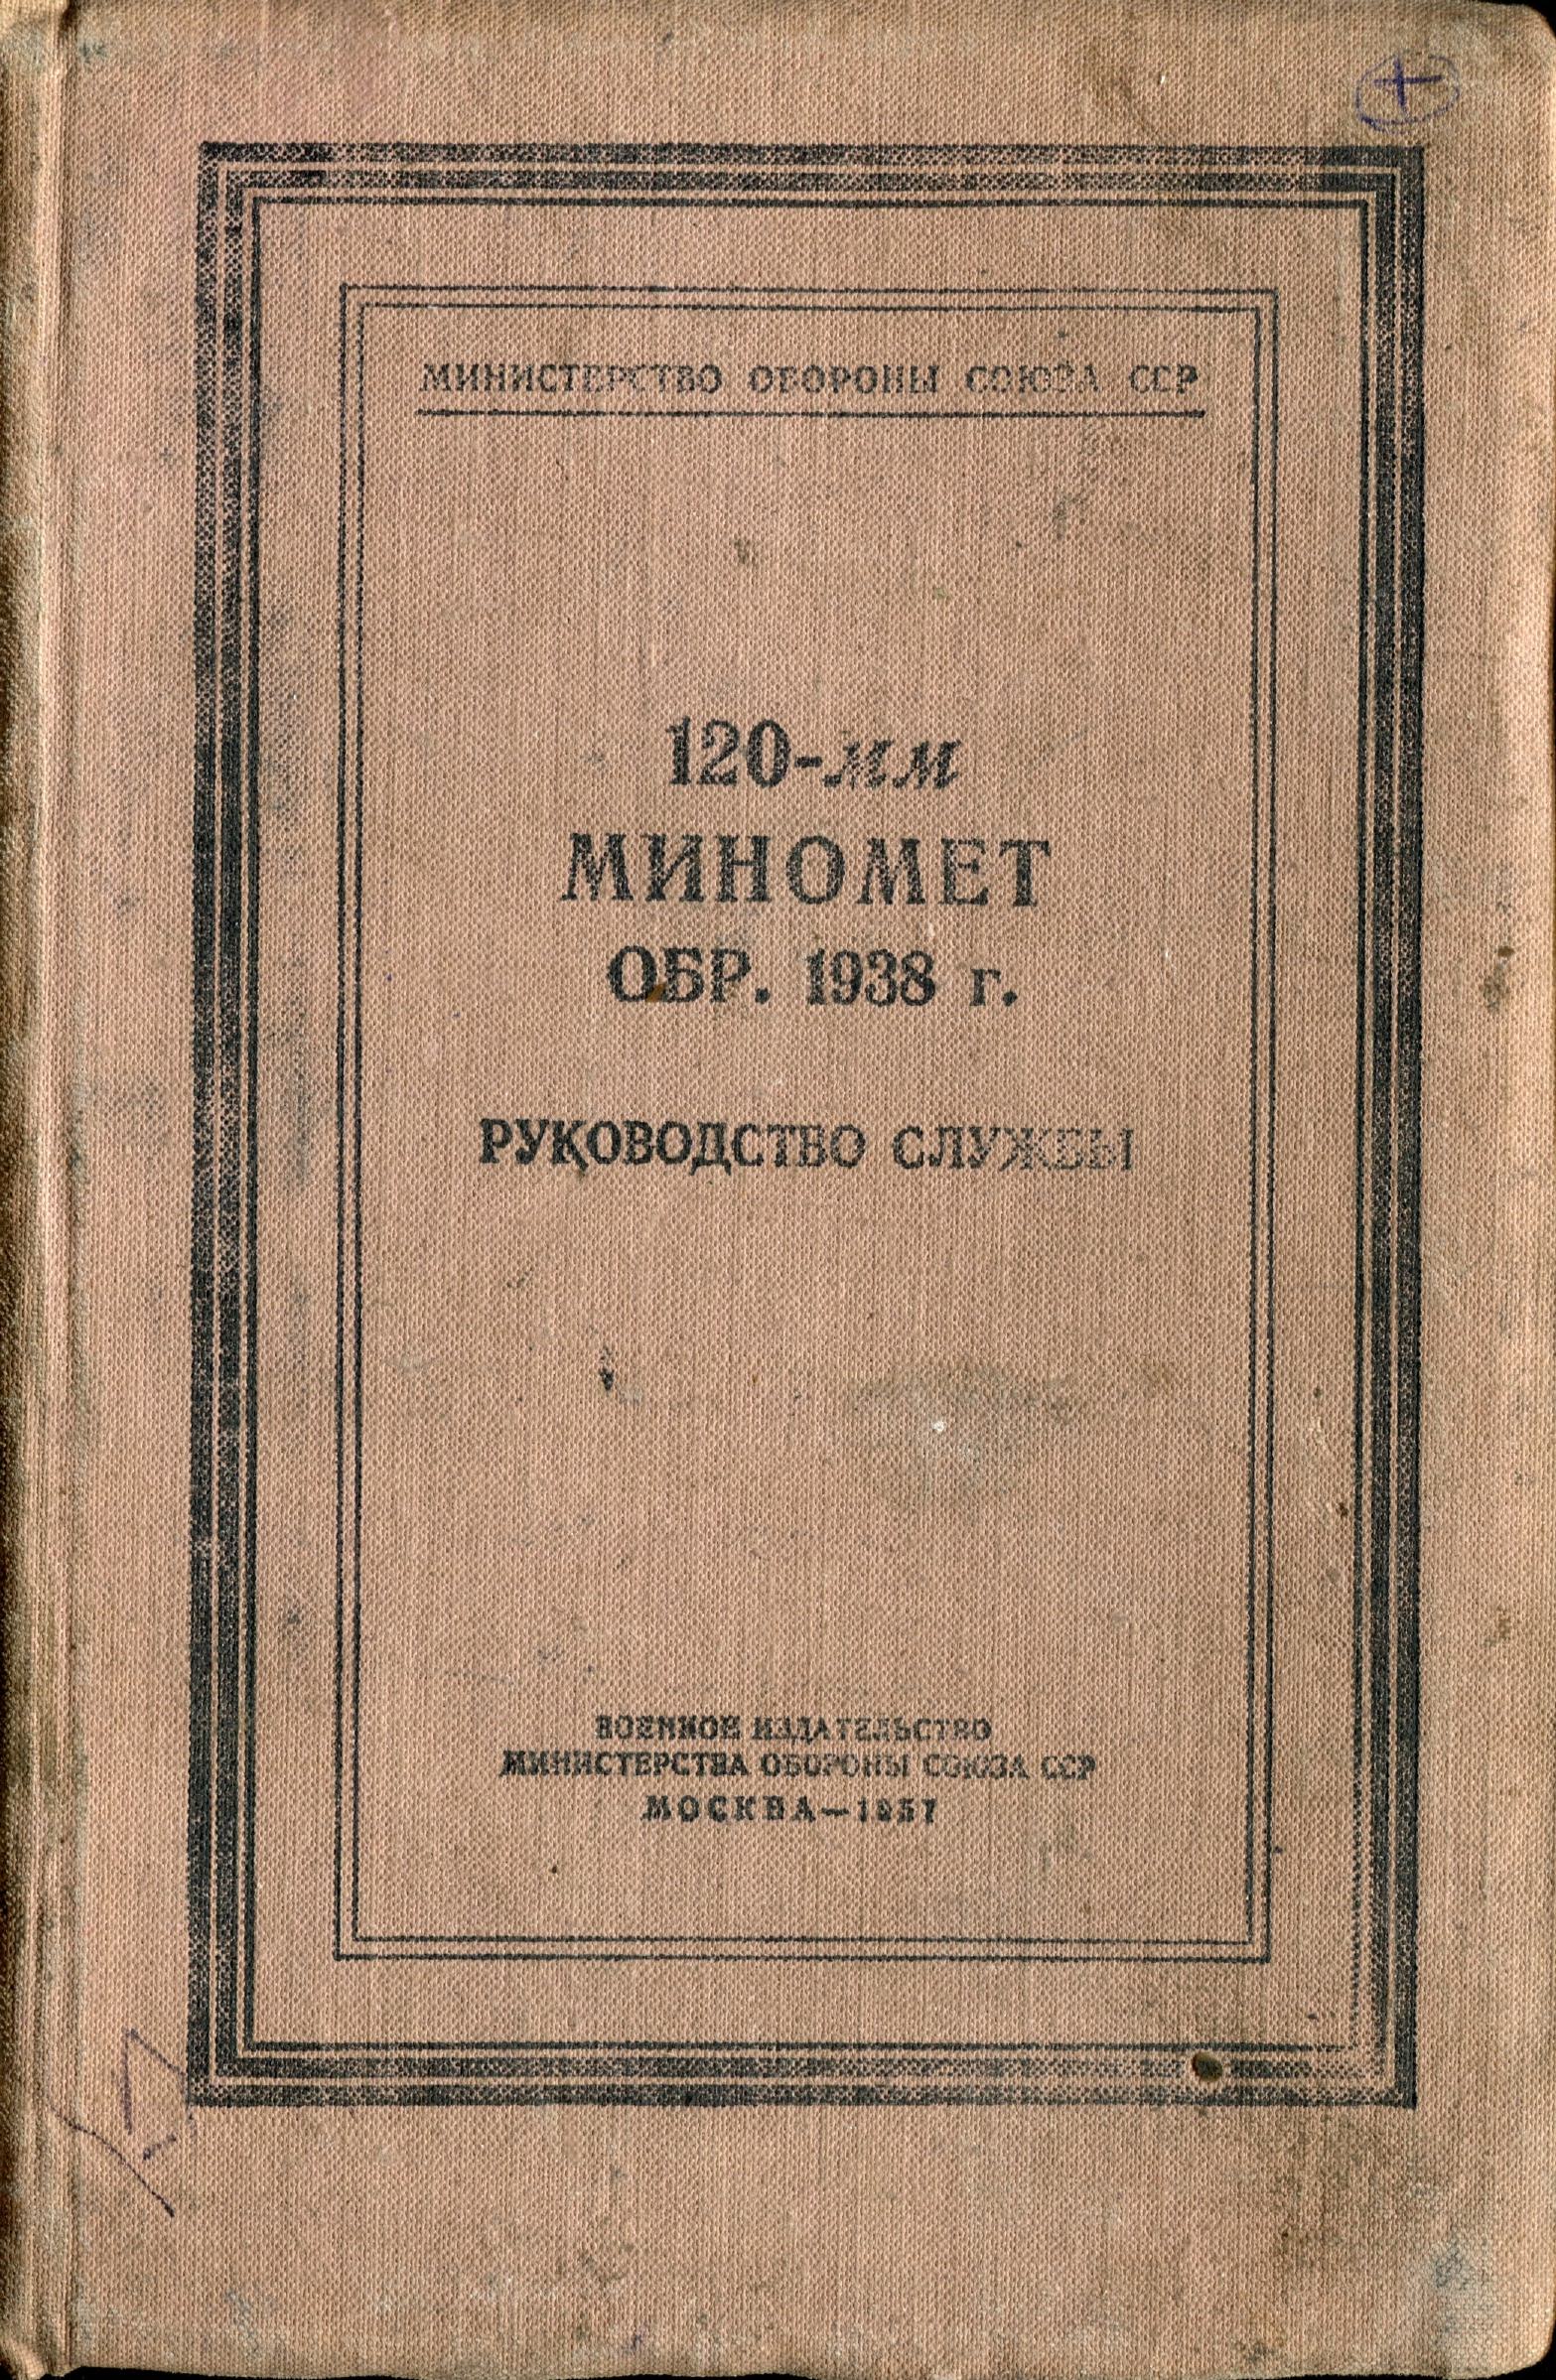 МИНИСТЕРСТВО ОБОРОНЫ СОЮЗА ССР
120-мм
МИНОМЕТ
ОБР. 1938 г.
РУКОВОДСТВО СЛУЖБЫ
ВОЕННОЕ ИЗДАТЕЛЬСТВО
МИНИСТЕРСТВА ОБОРОНЫ СОЮЗА ССР
МОСКВА—1957